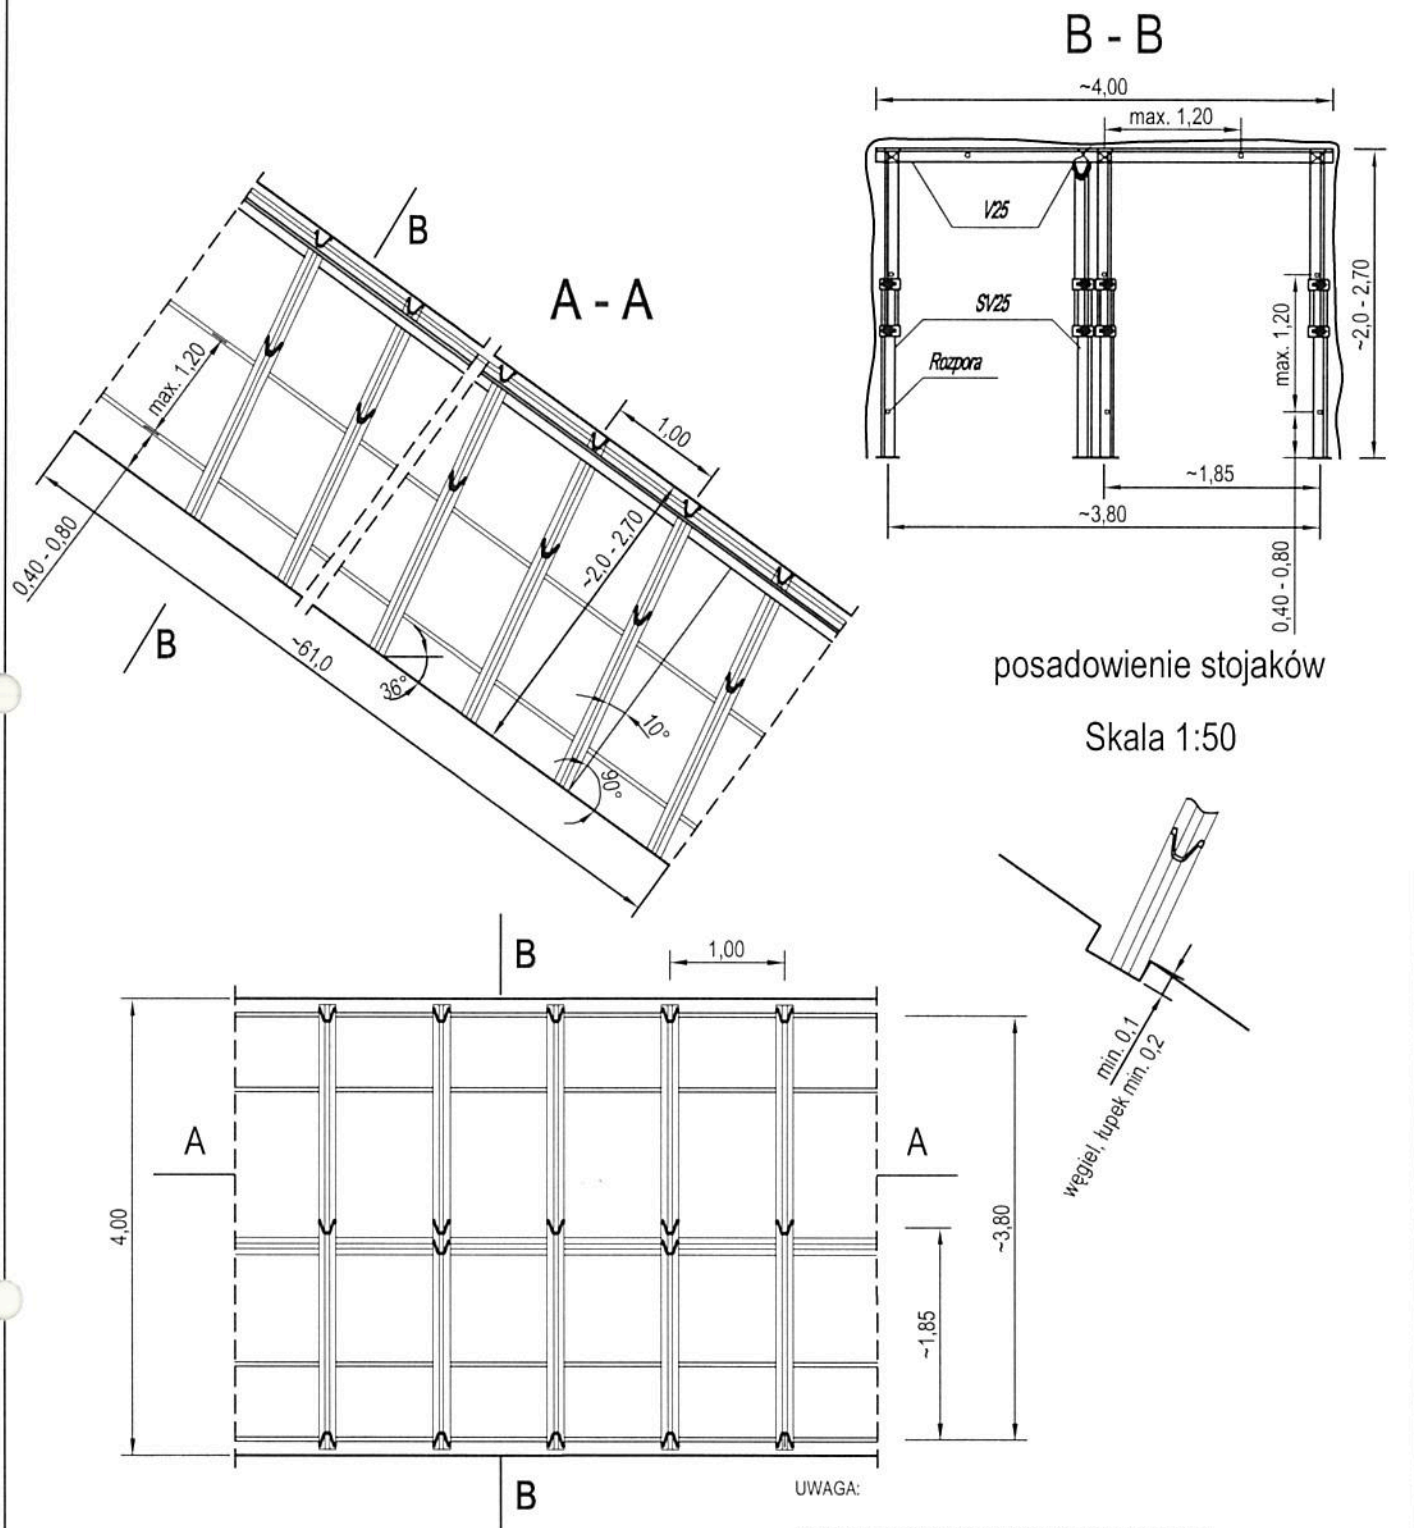 B - B
~4,00
max. 1,20
V25
SV25
Rozpora
max. 1,20
~2,0 - 2,70
~1,85
~3,80
0,40 - 0,80
B
A - A
max. 1,20
1,00
0,40 - 0,80
~2,0 - 2,70
B
~61,0
36°
10°
90°
posadowienie stojaków
Skala 1:50
min. 0,1
węgiel, łupek min. 0,2
B
1,00
A
A
4,00
~3,80
~1,85
B
UWAGA: